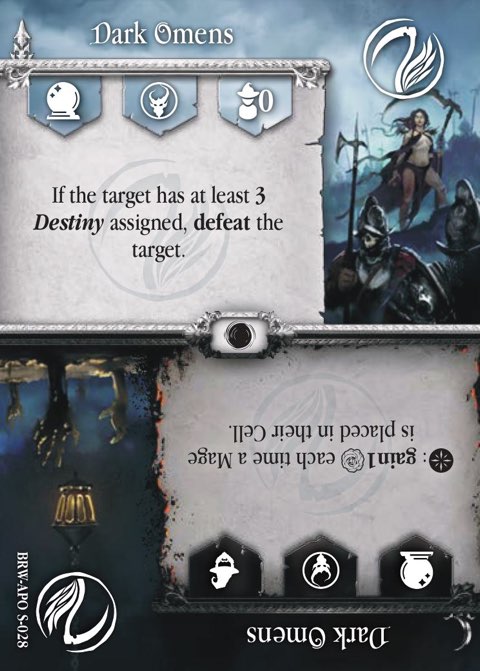 Dark Omens
0
If the target has at least 3
Destiny assigned, defeat the
target.
: gain 1 each time a Mage
is placed in their Cell.
Dark Omens
BRW-APO S-028